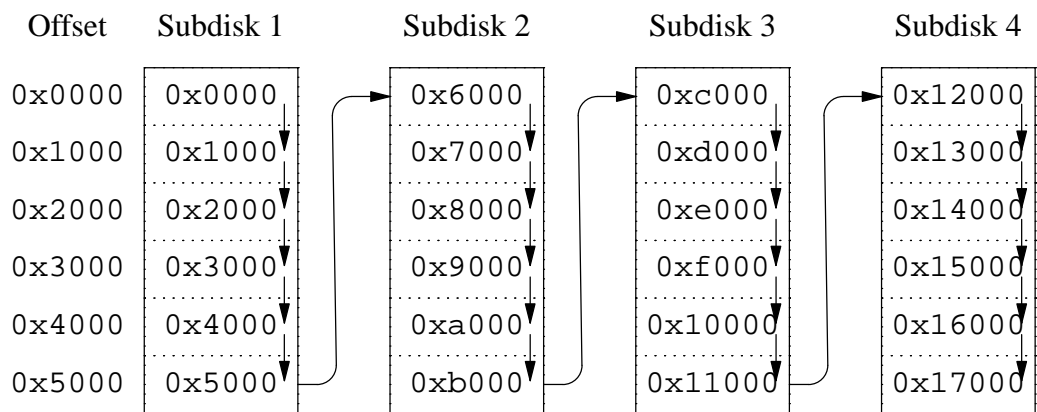 Offset Subdisk 1 Subdisk 2 Subdisk 3 Subdisk 4
0x0000 0x0000 0x6000 0xc000 0x12000
0x1000 0x1000 0x7000 0xd000 0x13000
0x2000 0x2000 0x8000 0xe000 0x14000
0x3000 0x3000 0x9000 0xf000 0x15000
0x4000 0x4000 0xa000 0x10000 0x16000
0x5000 0x5000 0xb000 0x11000 0x17000